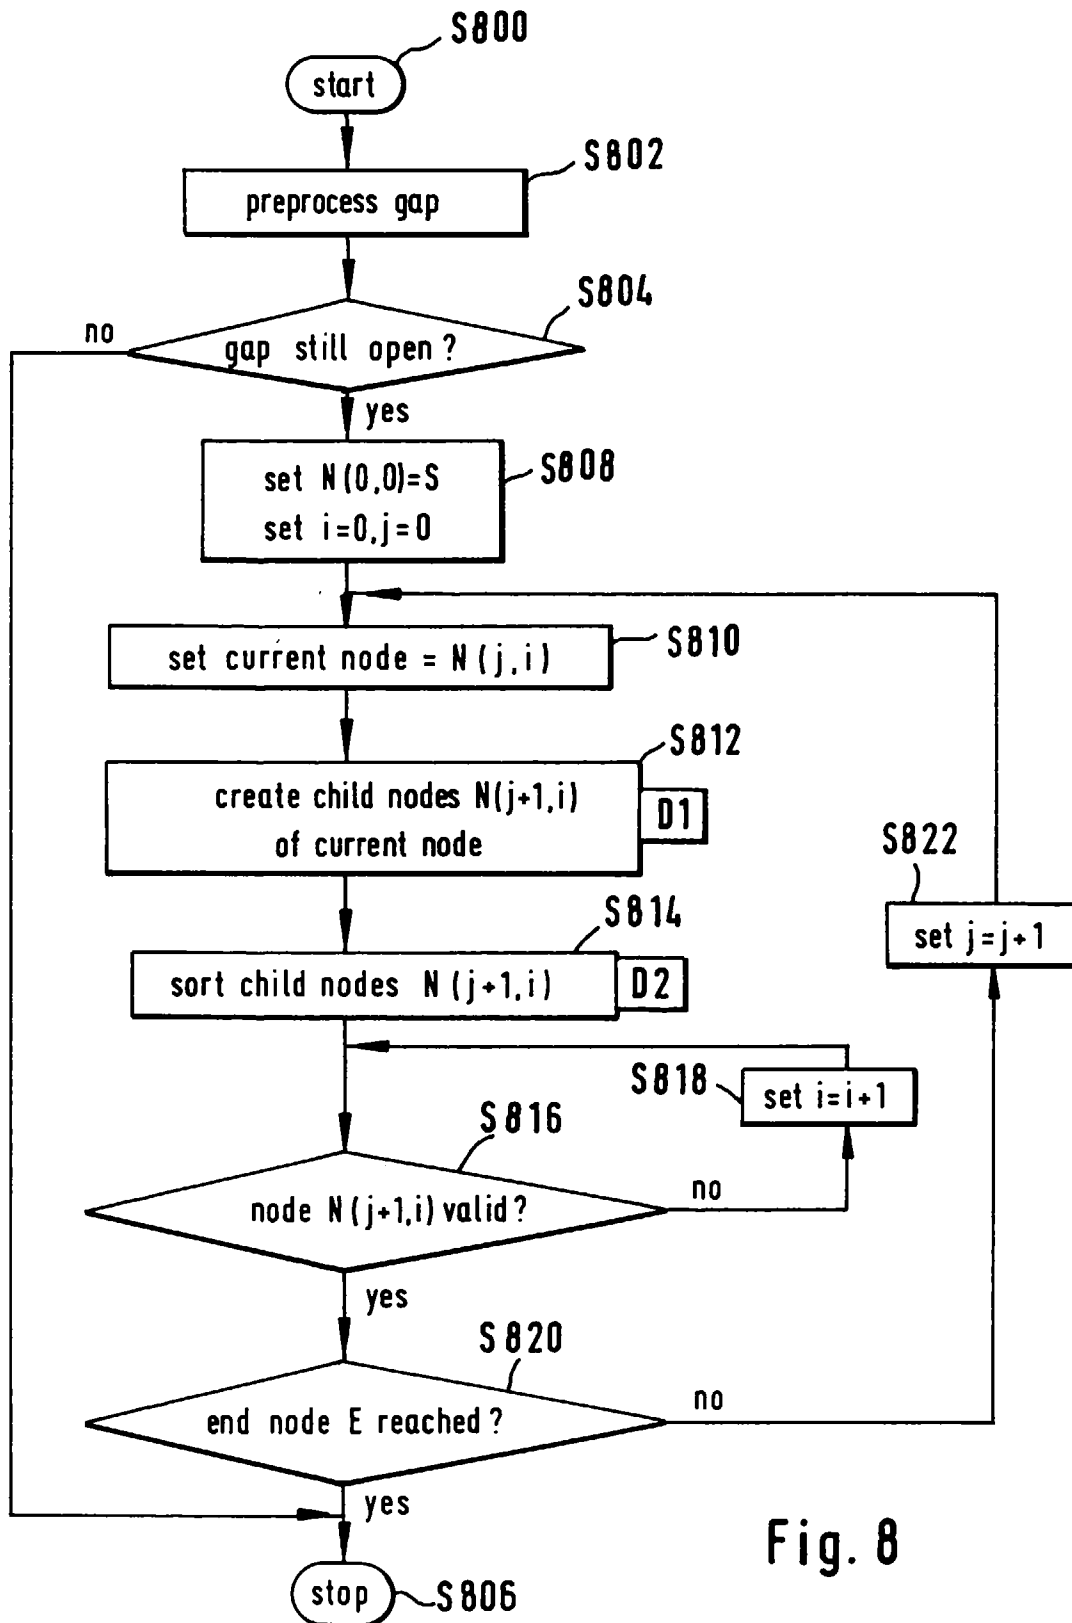 S800
start
S802
preprocess gap
S804
no
gap still open?
yes
S808
set N(0,0)=S
set i=0,j=0
S810
set current node = N(j,i)
S812
create child nodes N(j+1,i)
of current node
D1
S822
set j=j+1
S814
sort child nodes N(j+1,i)
D2
S818
set i=i+1
S816
node N(j+1,i) valid?
no
yes
S820
end node E reached?
no
yes
stop
S806
Fig. 8